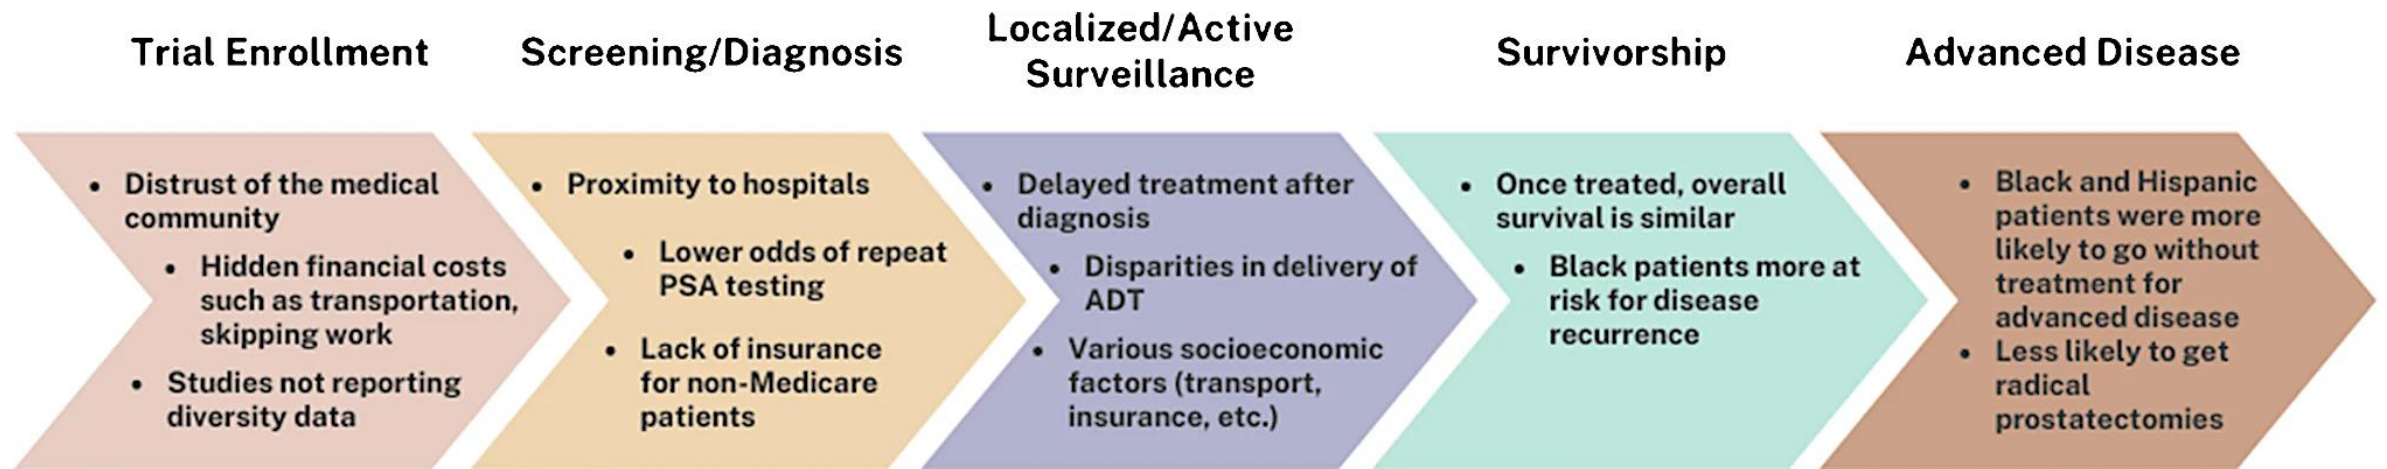 Trial Enrollment
Screening/Diagnosis
Localized/Active
Surveillance
Survivorship
Advanced Disease
• Distrust of the medical
community
• Hidden financial costs
such as transportation,
skipping work
• Studies not reporting
diversity data
• Proximity to hospitals
• Lower odds of repeat
PSA testing
• Lack of insurance
for non-Medicare
patients
• Delayed treatment after
diagnosis
• Disparities in delivery of
ADT
• Various socioeconomic
factors (transport,
insurance, etc.)
• Once treated, overall
survival is similar
• Black patients more at
risk for disease
recurrence
• Black and Hispanic
patients were more
likely to go without
treatment for
advanced disease
• Less likely to get
radical
prostatectomies